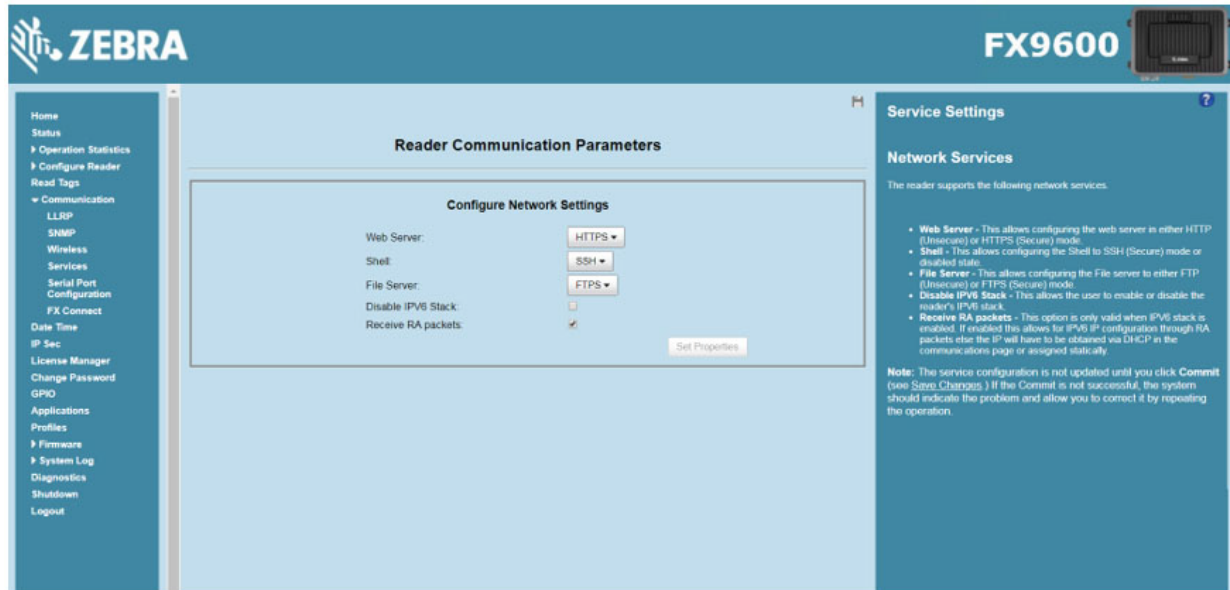 ZEBRA
FX9600
Home
Status
Operation Statistics
Configure Reader
Read Tags
Communication
LLRP
SNMP
Wireless
Services
Serial Port
Configuration
FX Connect
Date Time
IP Sec
License Manager
Change Password
GPIO
Applications
Profiles
Firmware
System Log
Diagnostics
Shutdown
Logout
Reader Communication Parameters
Configure Network Settings
Web Server: HTTPS
Shell: SSH
File Server: FTPS
Disable IPV6 Stack:
Receive RA packets:
Set Properties
?
Service Settings
Network Services
The reader supports the following network services.
• Web Server - This allows configuring the web server in either HTTP
(Unsecure) or HTTPS (Secure) mode.
• Shell - This allows configuring the Shell to SSH (Secure) mode or
disabled state.
• File Server - This allows configuring the File server to either FTP
(Unsecure) or FTPS (Secure) mode.
• Disable IPV6 Stack - This allows the user to enable or disable the
reader's IPV6 stack.
• Receive RA packets - This option is only valid when IPV6 stack is
enabled. If enabled this allows for IPV6 IP configuration through RA
packets else the IP will have to be obtained via DHCP in the
communications page or assigned statically.
Note: The service configuration is not updated until you click Commit
(see Save Changes.) If the Commit is not successful, the system
should indicate the problem and allow you to correct it by repeating
the operation.